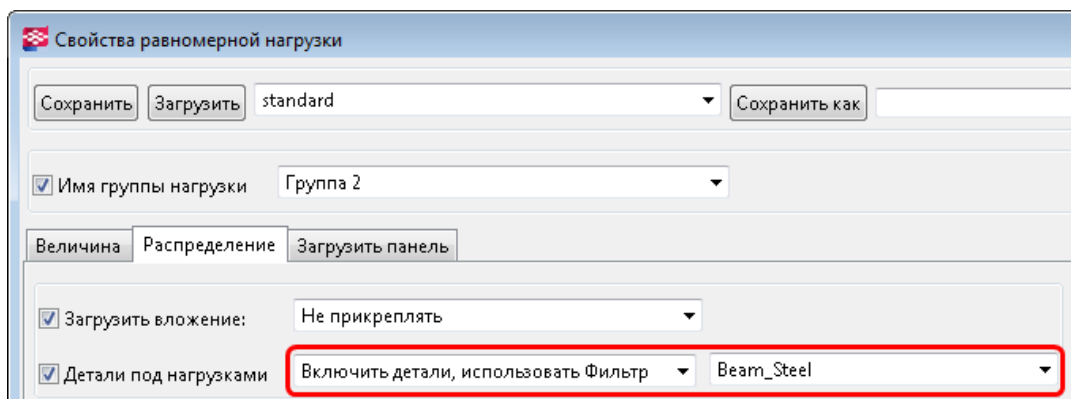 Свойства равномерной нагрузки
Сохранить Загрузить standard Сохранить как
Имя группы нагрузки Группа 2
Величина Распределение Загрузить панель
Загрузить вложение: Не прикреплять
Детали под нагрузками Включить детали, использовать Фильтр Beam_Steel